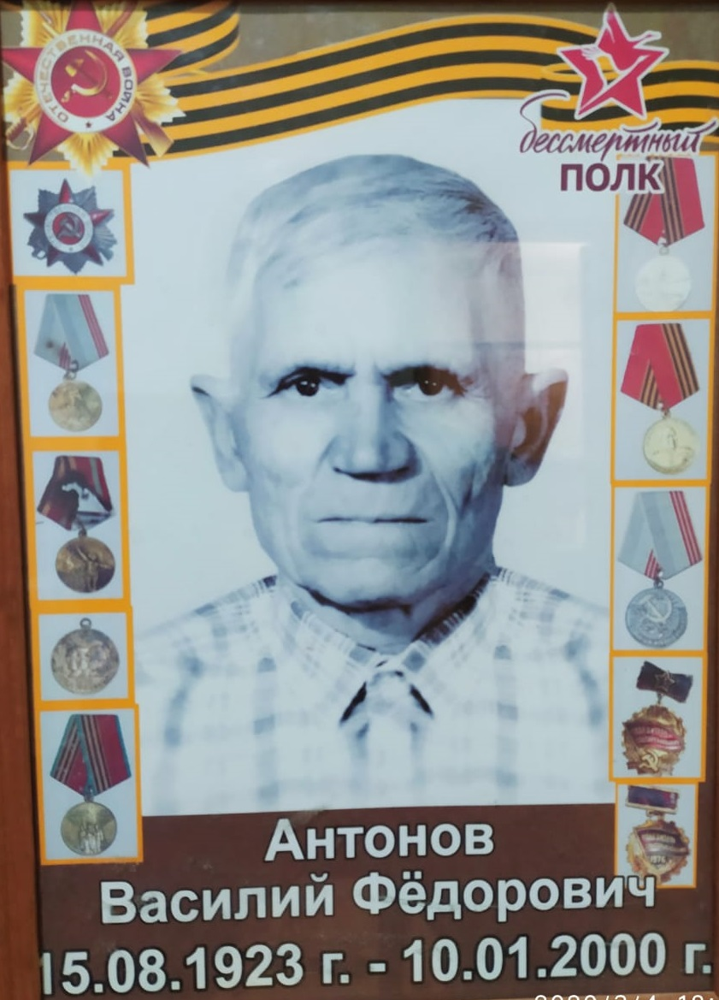 ОТЕЧЕСТВЕННАЯ ВОЙНА
бессмертный
ПОЛК
Антонов
Василий Фёдорович
15.08.1923 г. - 10.01.2000 г.